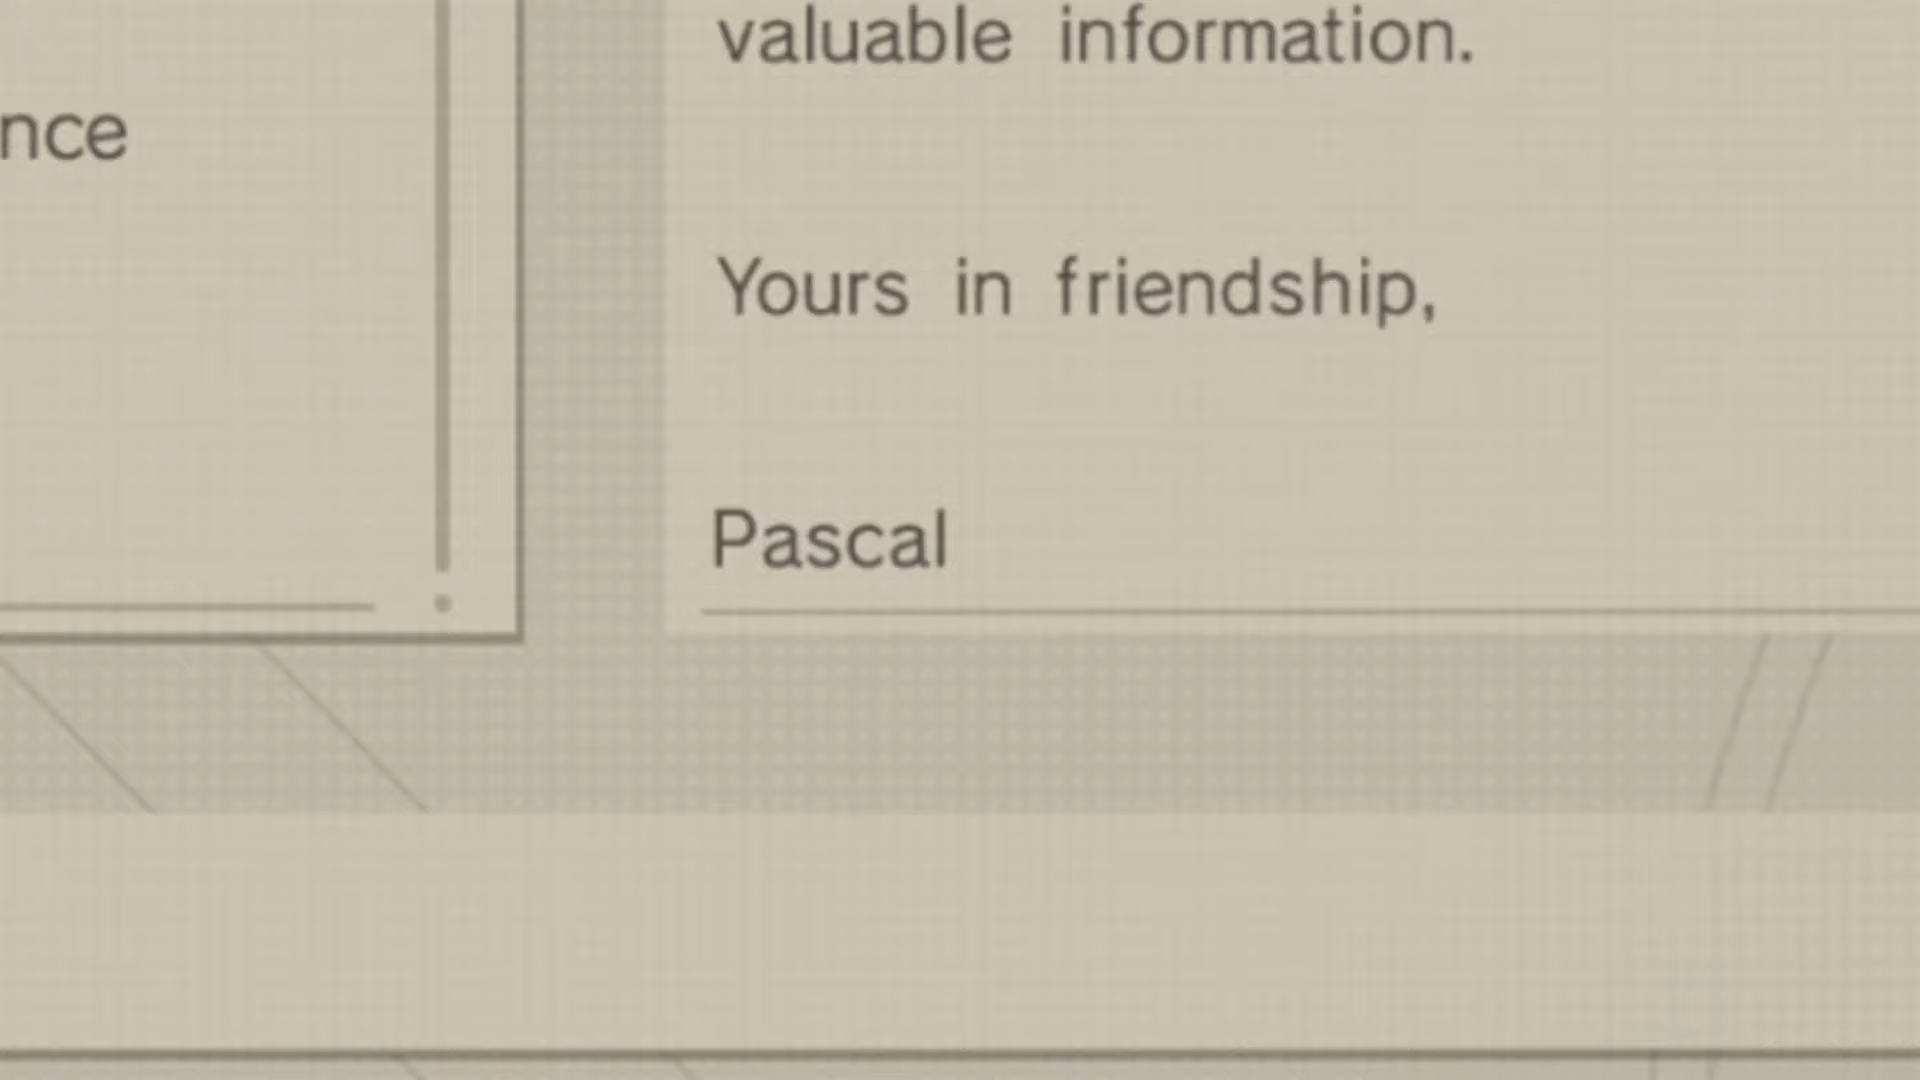 valuable information.
nce
Yours in friendship,
Pascal